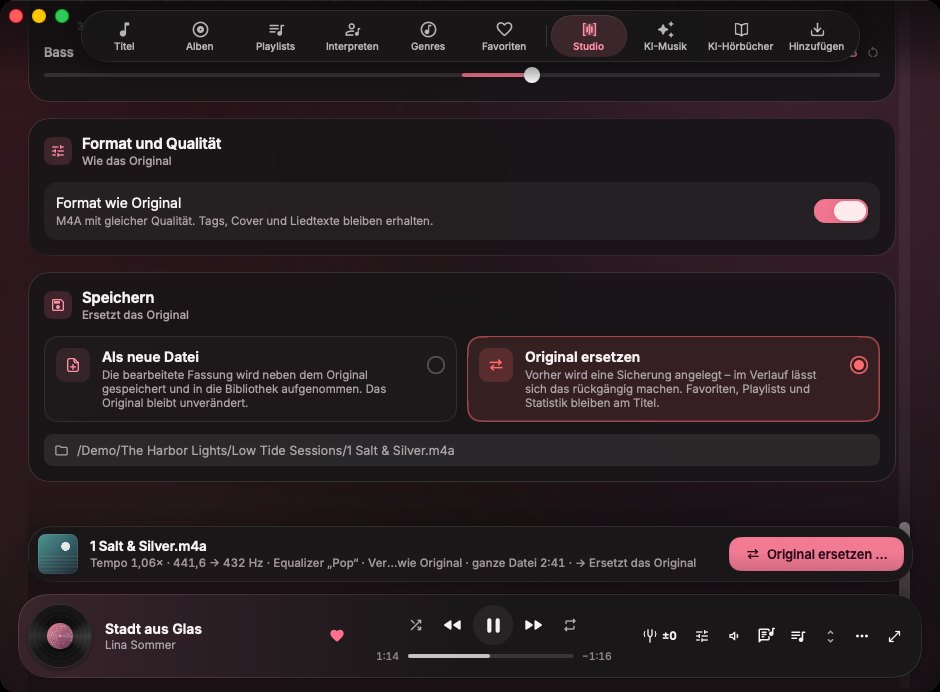 Titel
Alben
Playlists
Interpreten
Genres
Favoriten
Studio
KI-Musik
KI-Hörbücher
Hinzufügen
Bass
Format und Qualität
Wie das Original
Format wie Original
M4A mit gleicher Qualität. Tags, Cover und Liedtexte bleiben erhalten.
Speichern
Ersetzt das Original
Als neue Datei
Die bearbeitete Fassung wird neben dem Original
gespeichert und in die Bibliothek aufgenommen. Das
Original bleibt unverändert.
Original ersetzen
Vorher wird eine Sicherung angelegt – im Verlauf lässt
sich das rückgängig machen. Favoriten, Playlists und
Statistik bleiben am Titel.
/Demo/The Harbor Lights/Low Tide Sessions/1 Salt & Silver.m4a
1 Salt & Silver.m4a
Tempo 1,06× · 441,6 → 432 Hz · Equalizer „Pop“ · Ver...wie Original · ganze Datei 2:41 · → Ersetzt das Original
Original ersetzen ...
Stadt aus Glas
Lina Sommer
1:14
−1:16
±0